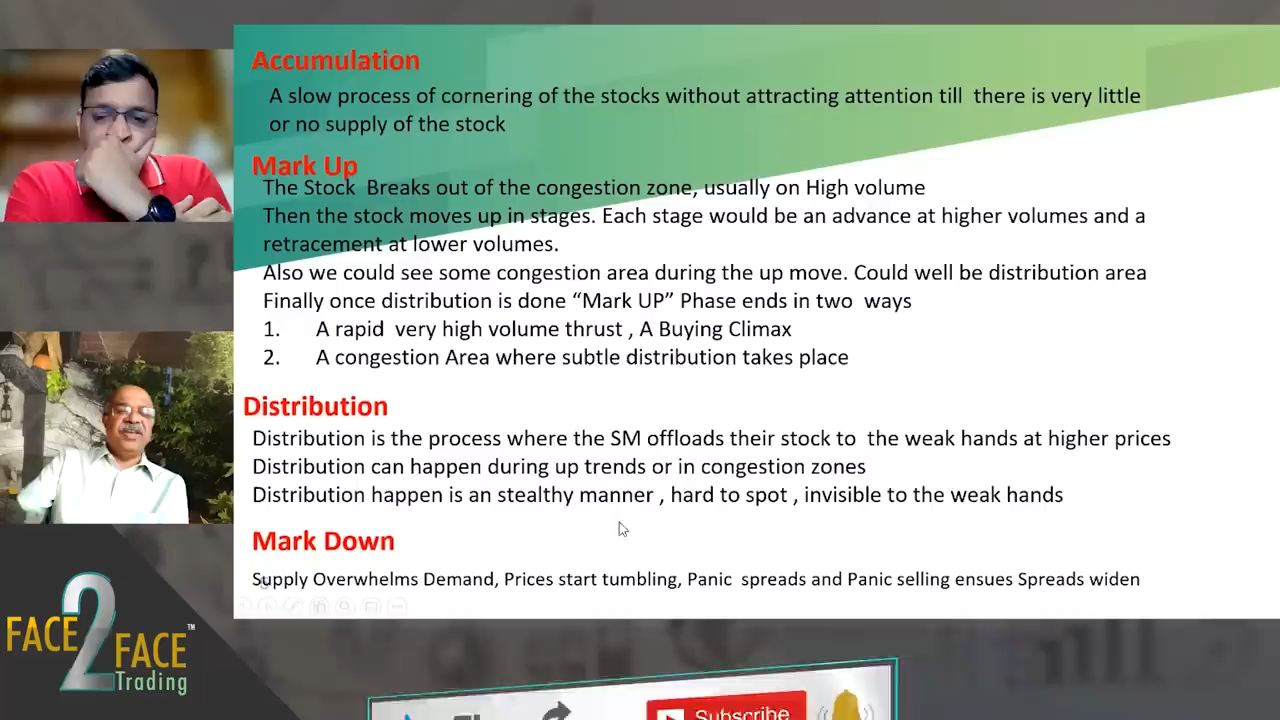 Accumulation
A slow process of cornering of the stocks without attracting attention till there is very little
or no supply of the stock
Mark Up
The Stock Breaks out of the congestion zone, usually on High volume
Then the stock moves up in stages. Each stage would be an advance at higher volumes and a
retracement at lower volumes.
Also we could see some congestion area during the up move. Could well be distribution area
Finally once distribution is done “Mark UP” Phase ends in two ways
1. A rapid very high volume thrust , A Buying Climax
2. A congestion Area where subtle distribution takes place
Distribution
Distribution is the process where the SM offloads their stock to the weak hands at higher prices
Distribution can happen during up trends or in congestion zones
Distribution happen is an stealthy manner , hard to spot , invisible to the weak hands
Mark Down
Supply Overwhelms Demand, Prices start tumbling, Panic spreads and Panic selling ensues Spreads widen
FACE 2 FACE ™
Trading
Subscribe